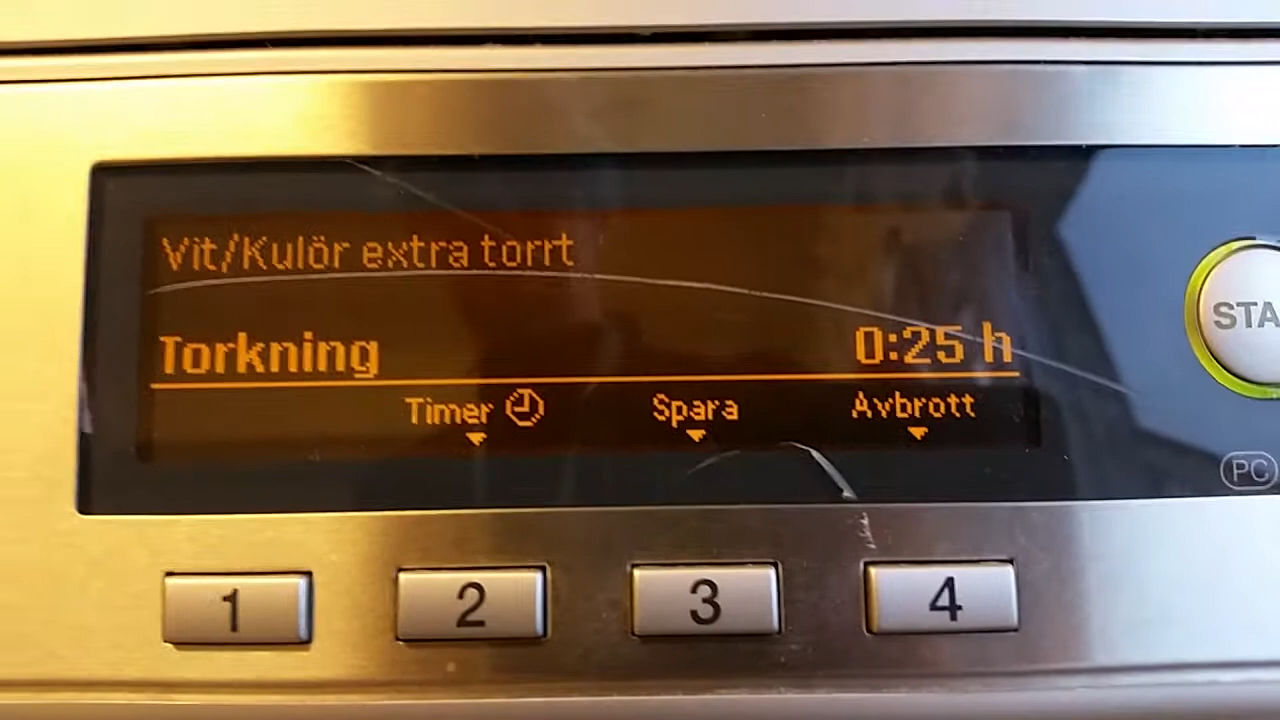 Vit/Kulör extra torrt
Torkning 0:25 h
Timer Spara Avbrott
STA
PC
1 2 3 4